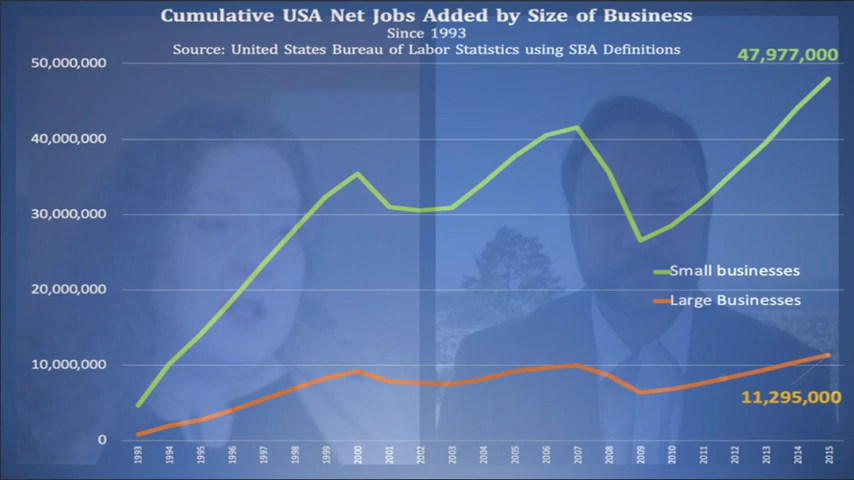 Cumulative USA Net Jobs Added by Size of Business
Since 1993
Source: United States Bureau of Labor Statistics using SBA Definitions
47,977,000
50,000,000
40,000,000
30,000,000
20,000,000
10,000,000
0
Small businesses
Large Businesses
11,295,000
1993 1994 1995 1996 1997 1998 1999 2000 2001 2002 2003 2004 2005 2006 2007 2008 2009 2010 2011 2012 2013 2014 2015